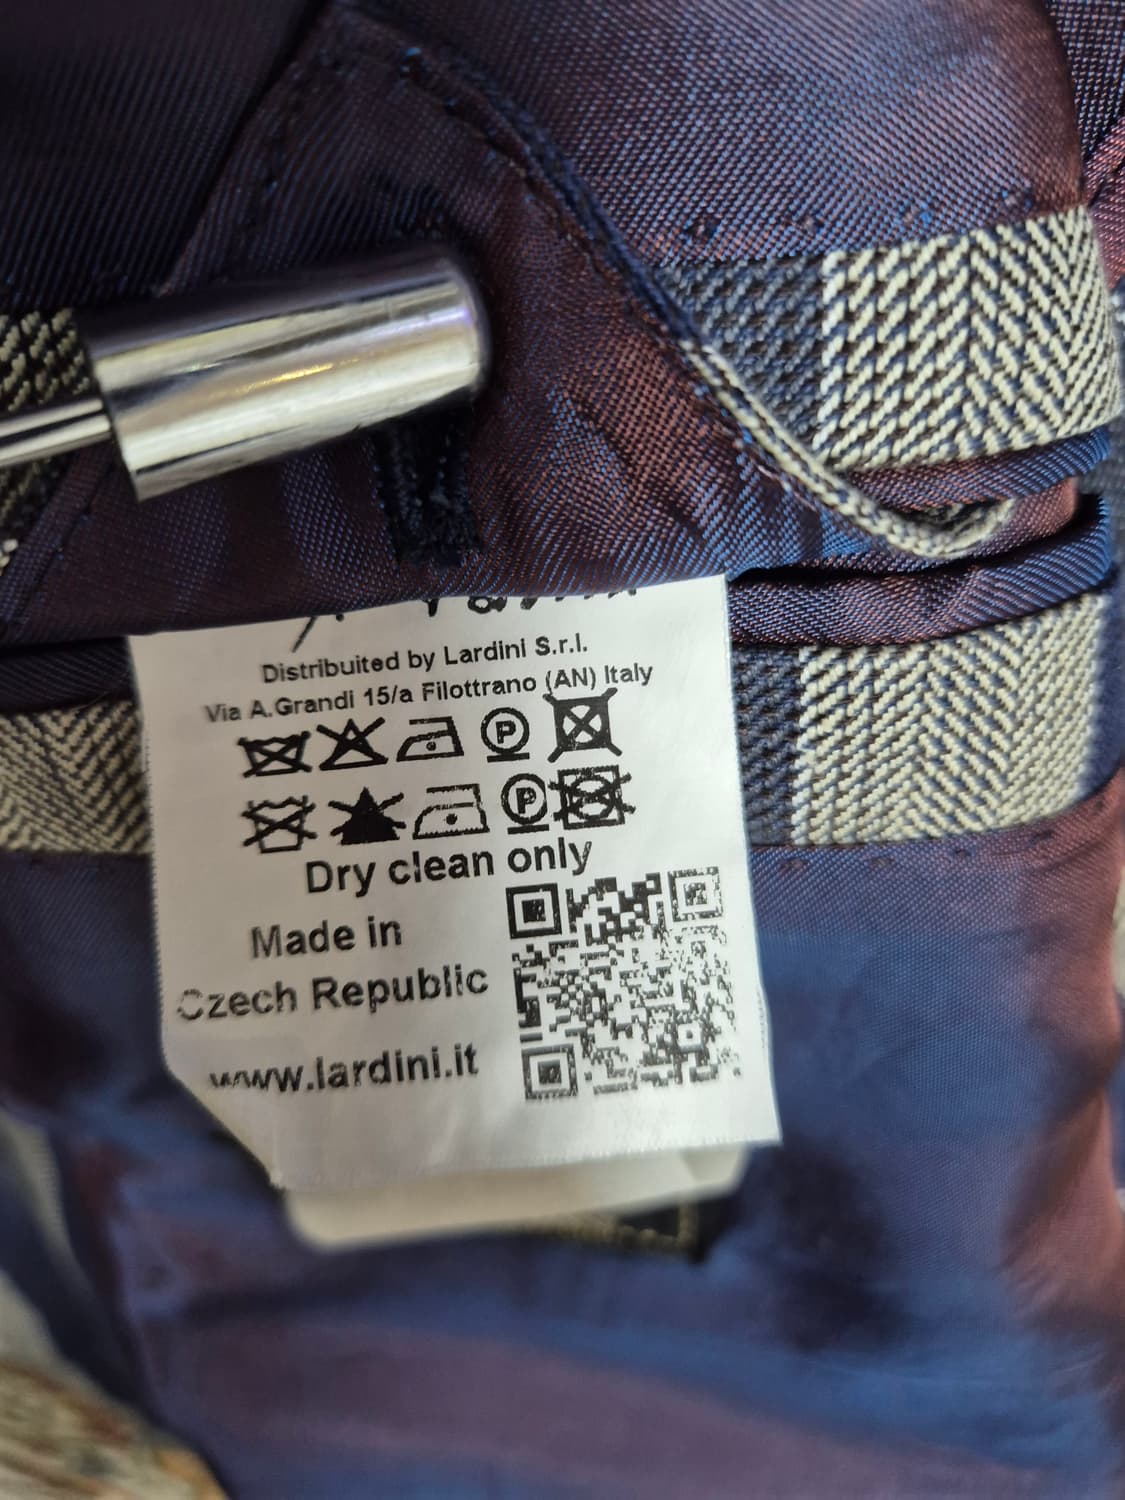 Distribuited by Lardini S.r.l.
Via A.Grandi 15/a Filottrano (AN) Italy
P
P
Dry clean only
Made in
Czech Republic
www.lardini.it